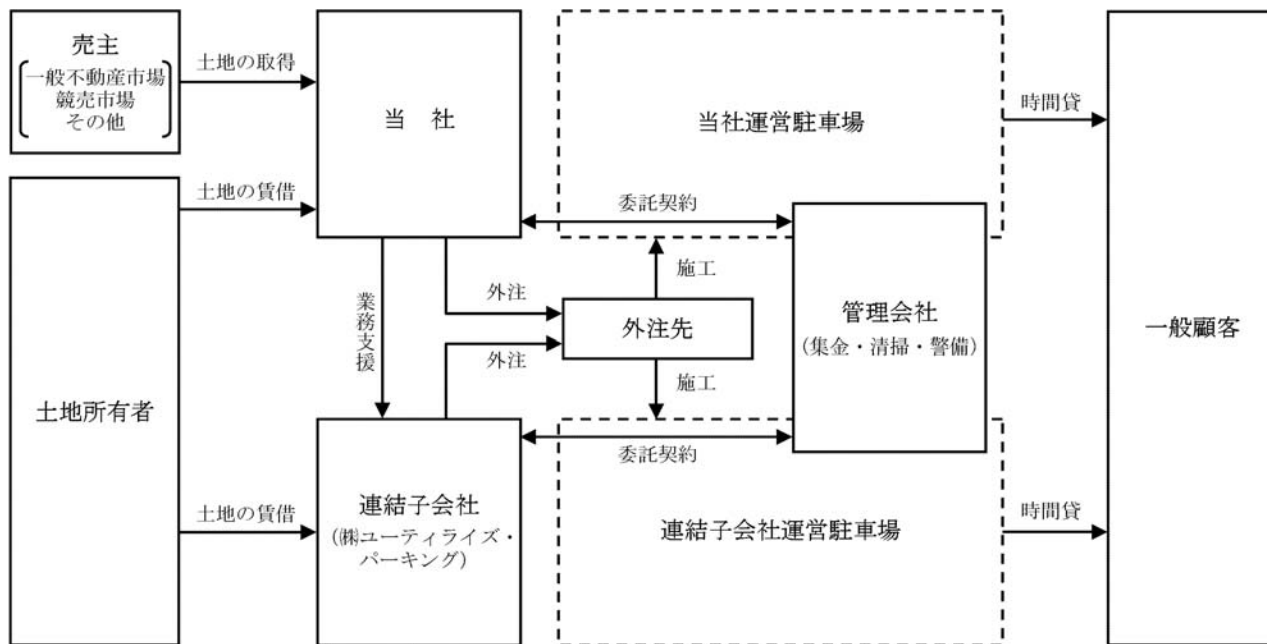 売主
一般不動産市場
競売市場
その他
土地の取得
土地の賃借
土地所有者
土地の賃借
当 社
業務支援
外注
外注
連結子会社
(㈱ユーティライズ・
パーキング)
当社運営駐車場
委託契約
施工
外注先
施工
委託契約
管理会社
(集金・清掃・警備)
連結子会社運営駐車場
時間貸
時間貸
一般顧客